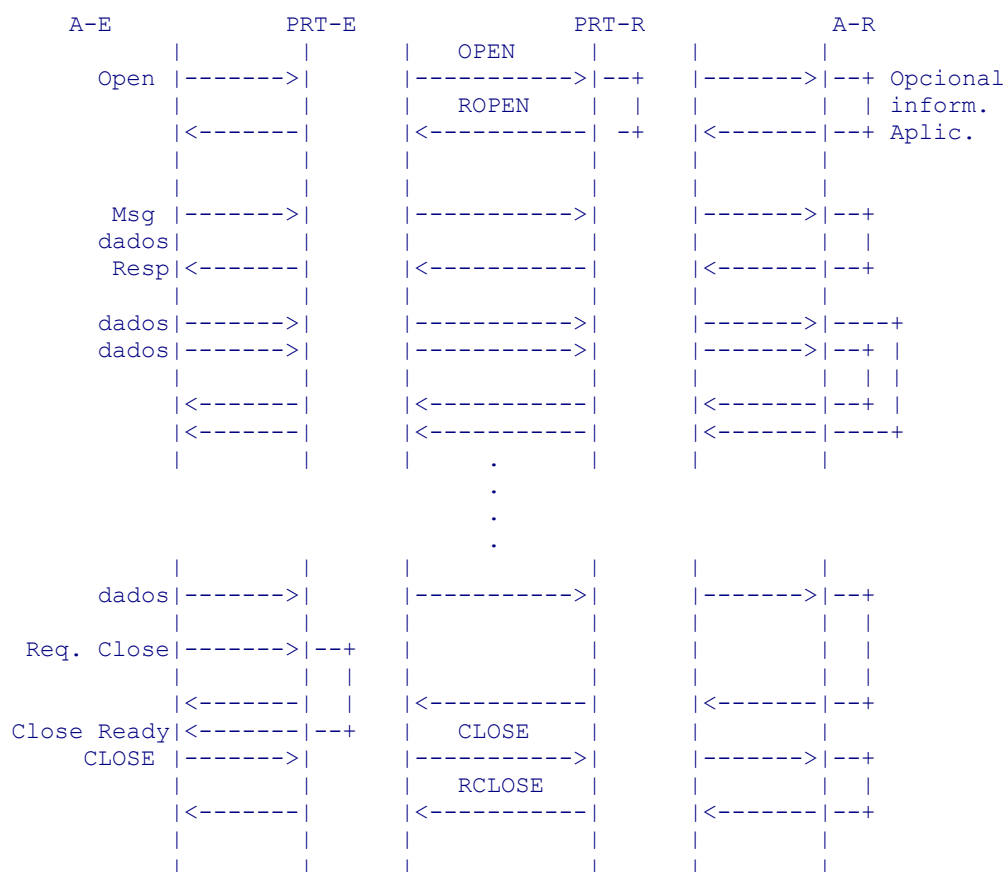 A-E PRT-E PRT-R A-R
OPEN
Open Opcional
ROPEN inform.
Aplic.
Msg
dados
Resp
dados
dados
.
.
.
.
dados
Req. Close
Close Ready CLOSE
CLOSE
RCLOSE